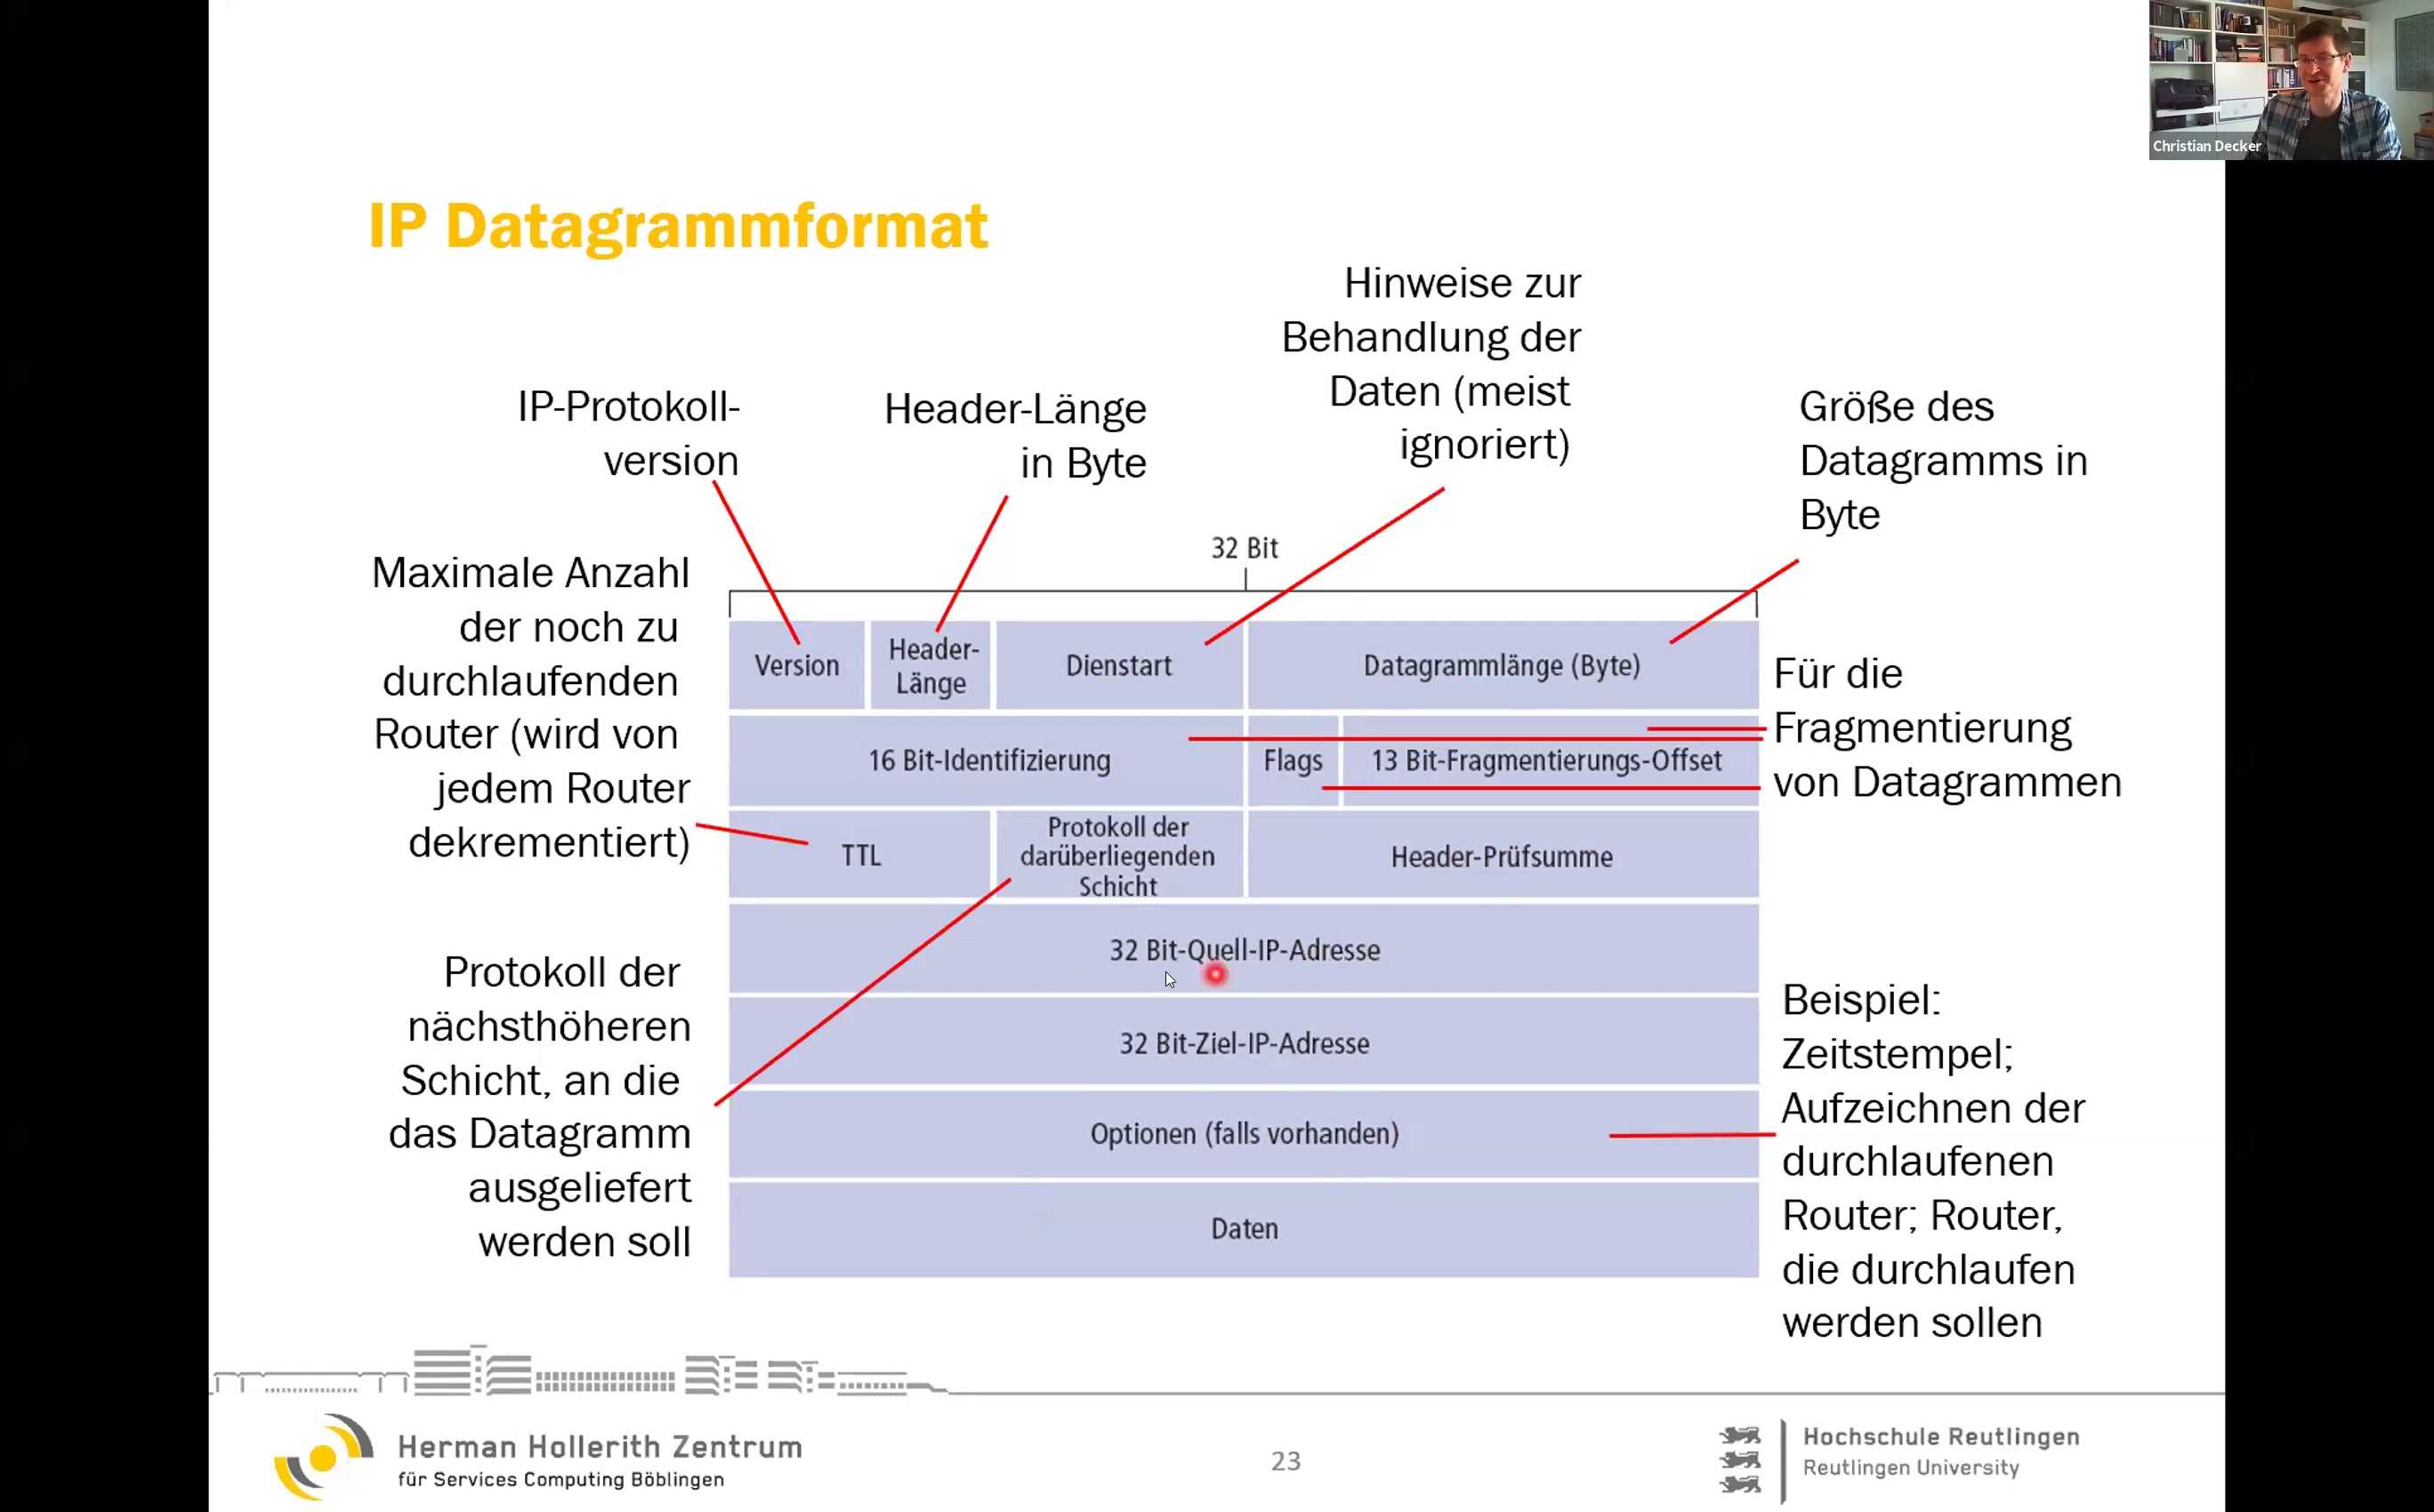 Christian Decker
IP Datagrammformat
Hinweise zur
Behandlung der
Daten (meist
ignoriert)
IP-Protokoll-
version
Header-Länge
in Byte
Größe des
Datagramms in
Byte
Maximale Anzahl
der noch zu
durchlaufenden
Router (wird von
jedem Router
dekrementiert)
32 Bit
Version
Header-
Länge
Dienstart
Datagrammlänge (Byte)
Für die
Fragmentierung
von Datagrammen
16 Bit-Identifizierung
Flags
13 Bit-Fragmentierungs-Offset
TTL
Protokoll der
darüberliegenden
Schicht
Header-Prüfsumme
32 Bit-Quell-IP-Adresse
Protokoll der
nächsthöheren
Schicht, an die
das Datagramm
ausgeliefert
werden soll
32 Bit-Ziel-IP-Adresse
Optionen (falls vorhanden)
Daten
Beispiel:
Zeitstempel;
Aufzeichnen der
durchlaufenen
Router; Router,
die durchlaufen
werden sollen
Herman Hollerith Zentrum
für Services Computing Böblingen
23
Hochschule Reutlingen
Reutlingen University